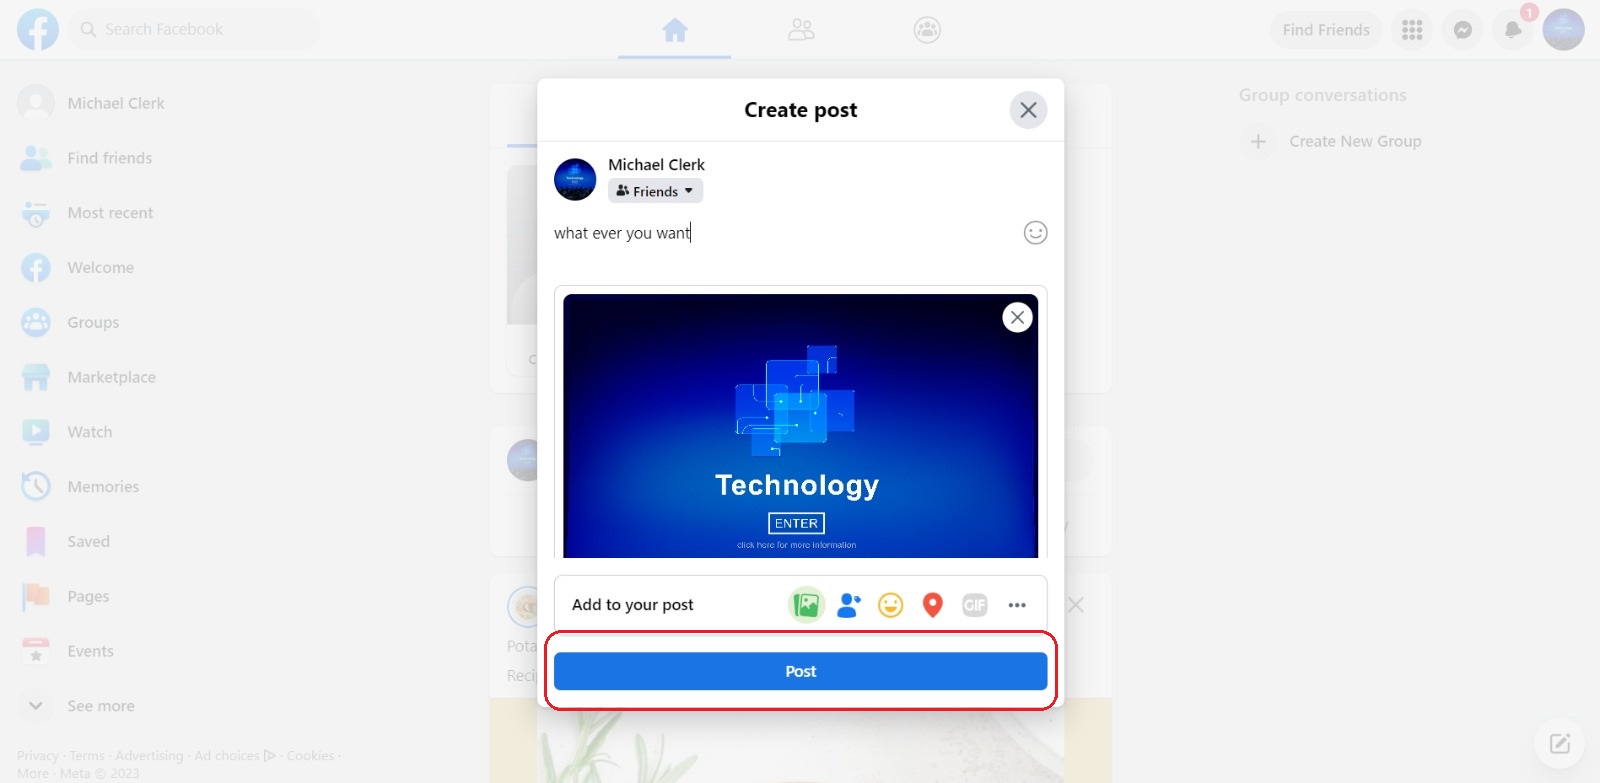 Search Facebook
Find Friends
1
Michael Clerk
Find friends
Most recent
Welcome
Groups
Marketplace
Watch
Memories
Saved
Pages
Events
See more
Privacy · Terms · Advertising · Ad choices · Cookies ·
More · Meta © 2023
Create post
Michael Clerk
Friends
what ever you want
Technology
ENTER
click here for more information
Add to your post
GIF
Post
Group conversations
Create New Group